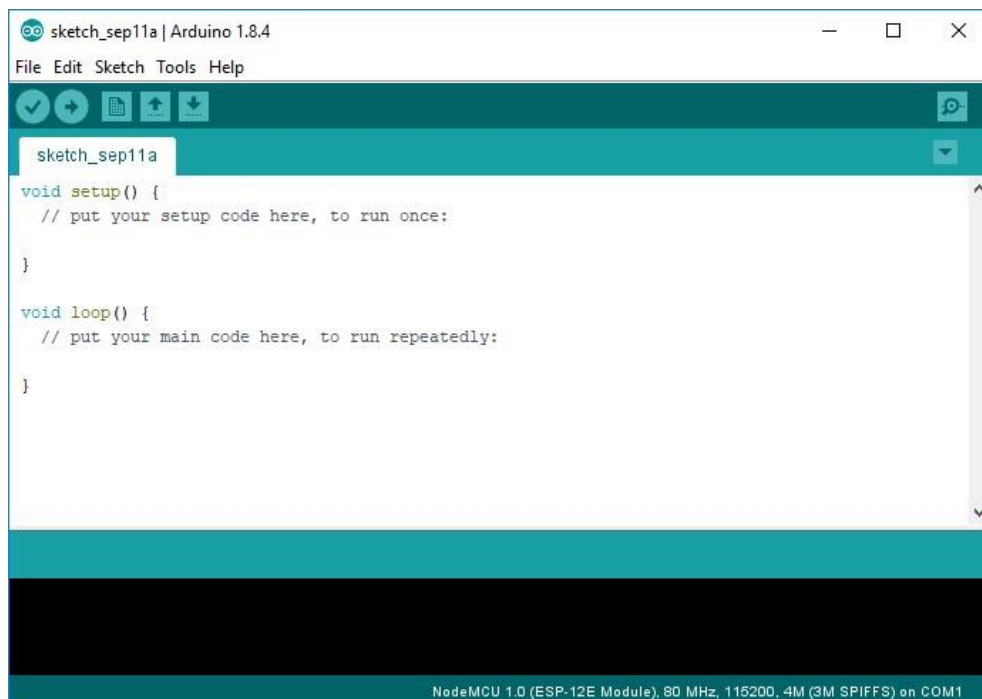 sketch_sep11a | Arduino 1.8.4
File Edit Sketch Tools Help
sketch_sep11a
void setup() {
  // put your setup code here, to run once:
}
void loop() {
  // put your main code here, to run repeatedly:
}
NodeMCU 1.0 (ESP-12E Module), 80 MHz, 115200, 4M (3M SPIFFS) on COM1